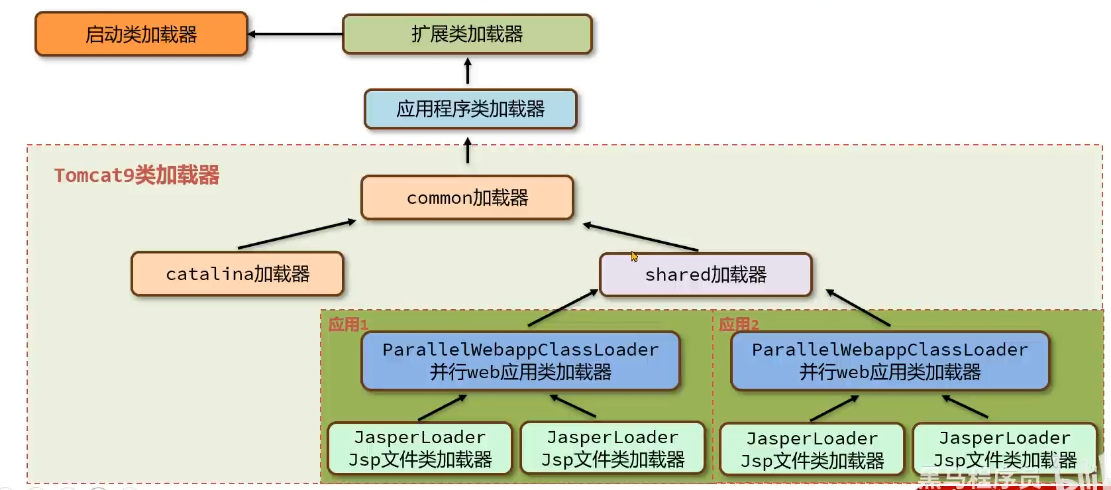 启动类加载器
扩展类加载器
应用程序类加载器
Tomcat9类加载器
common加载器
catalina加载器
shared加载器
应用1
应用2
ParallelWebappClassLoader
并行web应用类加载器
ParallelWebappClassLoader
并行web应用类加载器
JasperLoader
Jsp文件类加载器
JasperLoader
Jsp文件类加载器
JasperLoader
Jsp文件类加载器
JasperLoader
Jsp文件类加载器
黑马程序员